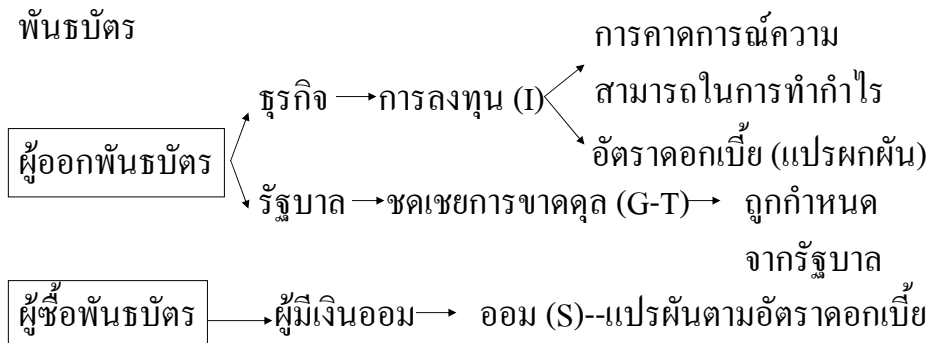 พันธบัตร
การคาดการณ์ความ
สามารถในการทำกำไร
ธุรกิจ การลงทุน (I)
อัตราดอกเบี้ย (แปรผกผัน)
ผู้ออกพันธบัตร
รัฐบาล ชดเชยการขาดดุล (G-T) ถูกกำหนด
จากรัฐบาล
ผู้ซื้อพันธบัตร ผู้มีเงินออม ออม (S)--แปรผันตามอัตราดอกเบี้ย